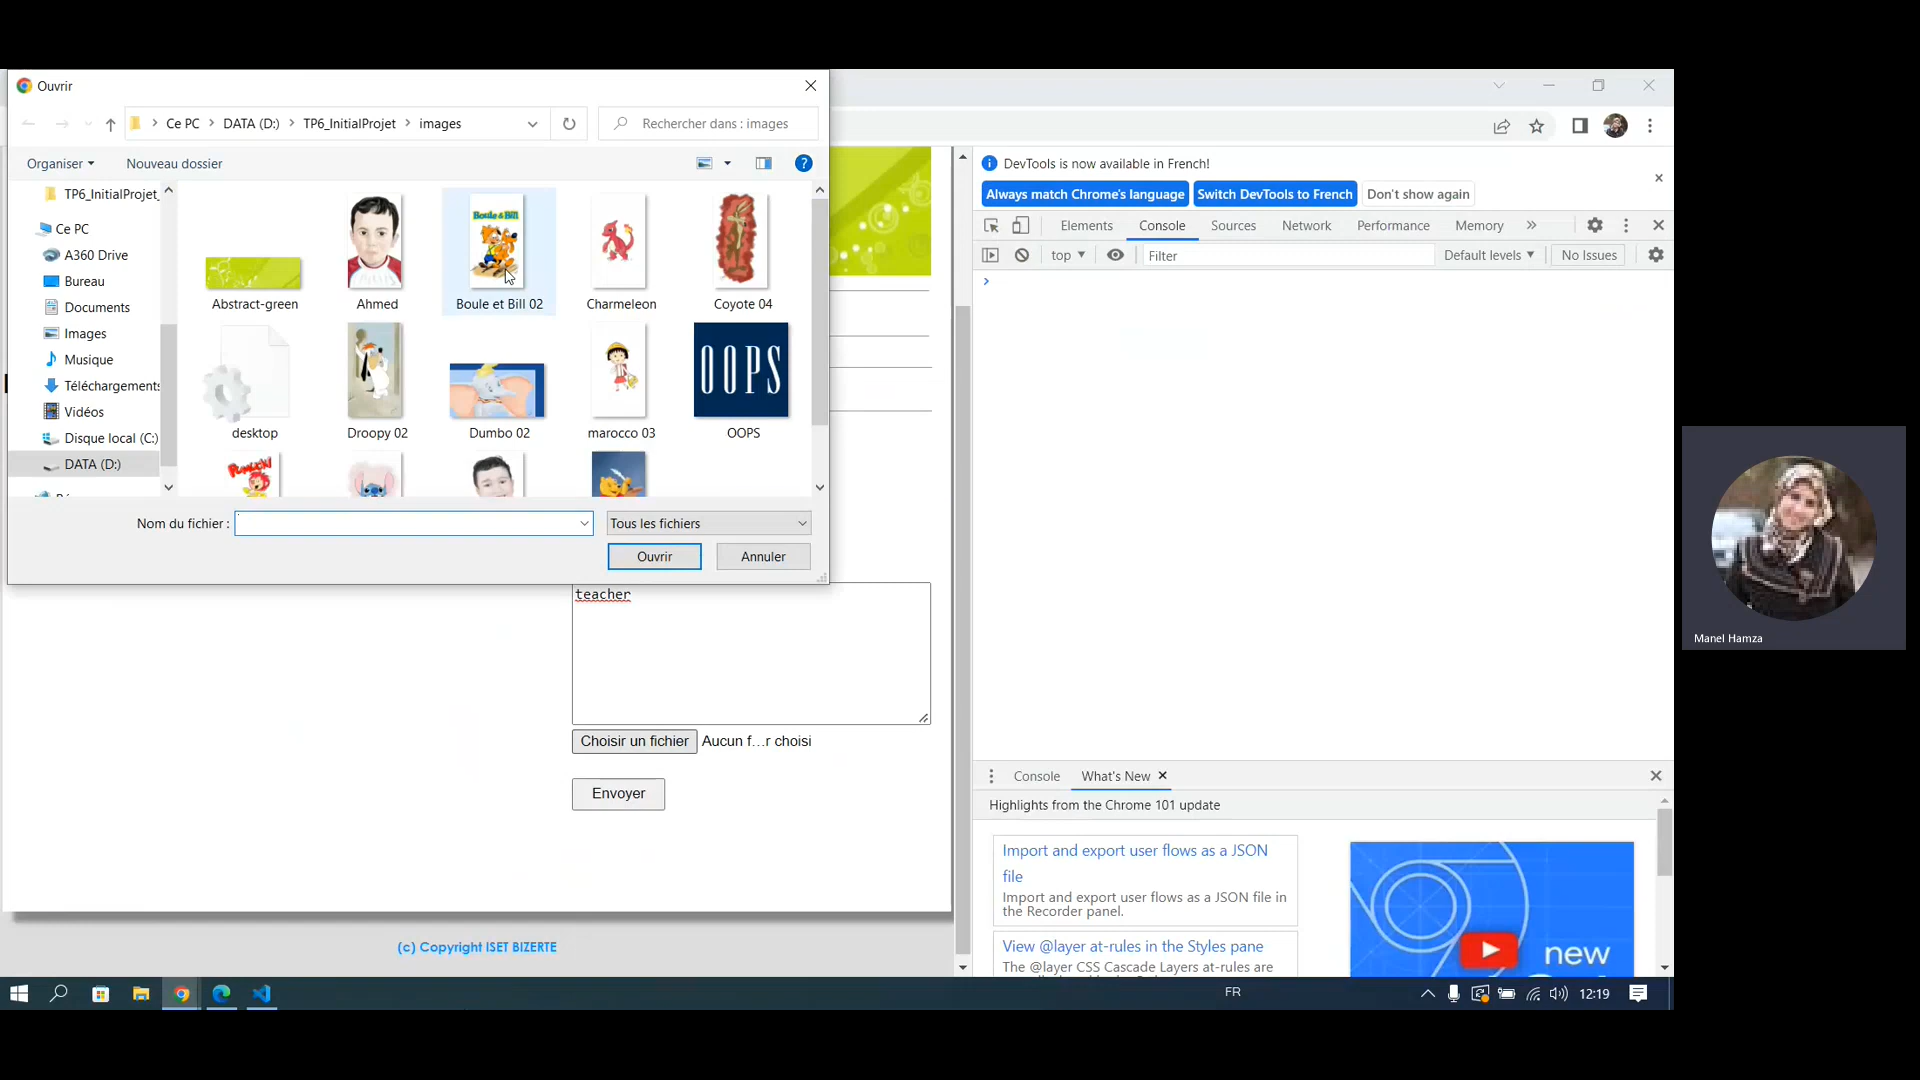 Ouvrir
Ce PC > DATA (D:) > TP6_InitialProjet > images
Rechercher dans : images
Organiser
Nouveau dossier
TP6_InitialProjet_
Ce PC
A360 Drive
Bureau
Documents
Images
Musique
Téléchargements
Vidéos
Disque local (C:)
DATA (D:)
Abstract-green
Ahmed
Boule & Bill
Boule et Bill 02
Charmeleon
Coyote 04
desktop
Droopy 02
Dumbo 02
marocco 03
OOPS
OOPS
PUMUCKL
Nom du fichier :
Tous les fichiers
Ouvrir
Annuler
teacher
Choisir un fichier Aucun f...r choisi
Envoyer
(c) Copyright ISET BIZERTE
DevTools is now available in French!
Always match Chrome's language
Switch DevTools to French
Don't show again
Elements
Console
Sources
Network
Performance
Memory
top
Filter
Default levels
No Issues
Console
What's New
Highlights from the Chrome 101 update
Import and export user flows as a JSON
file
Import and export user flows as a JSON file in
the Recorder panel.
View @layer at-rules in the Styles pane
The @layer CSS Cascade Layers at-rules are
new
Manel Hamza
FR
12:19